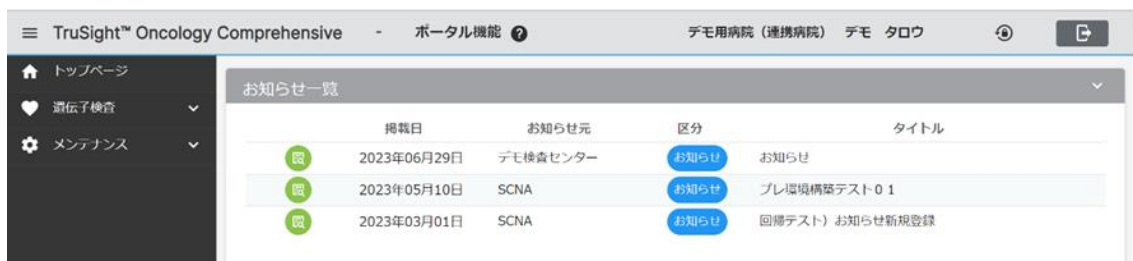 TruSight™ Oncology Comprehensive - ポータル機能 ? デモ用病院（連携病院） デモ タロウ
トップページ
遺伝子検査
メンテナンス
お知らせ一覧
掲載日 お知らせ元 区分 タイトル
2023年06月29日 デモ検査センター お知らせ お知らせ
2023年05月10日 SCNA お知らせ プレ環境構築テスト０１
2023年03月01日 SCNA お知らせ 回帰テスト）お知らせ新規登録